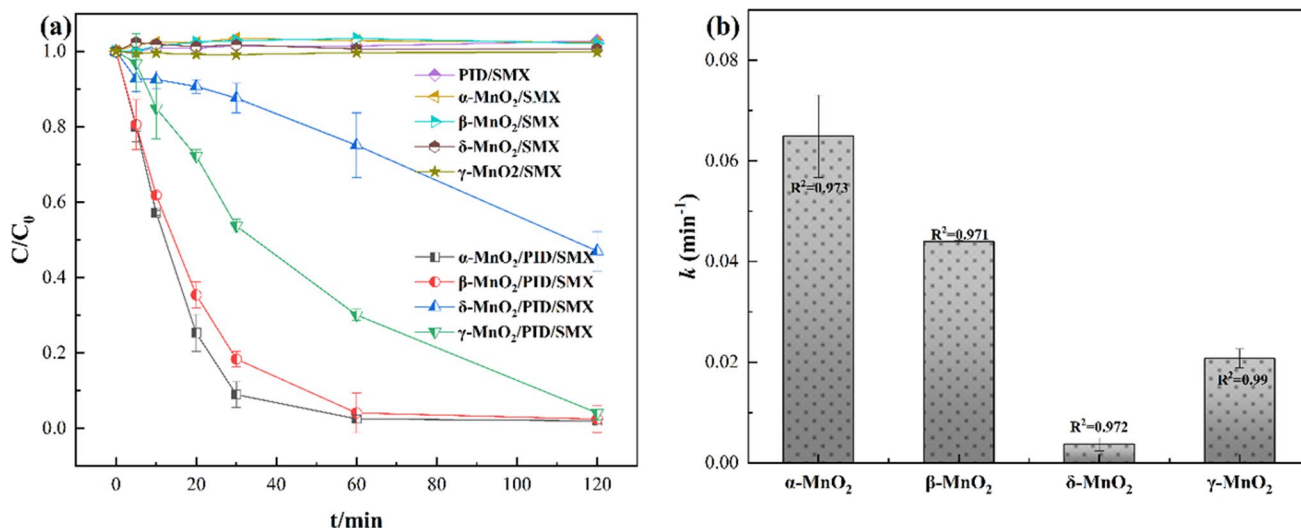 (a)
C/C0
1.0
0.8
0.6
0.4
0.2
0.0
PID/SMX
α-MnO2/SMX
β-MnO2/SMX
δ-MnO2/SMX
γ-MnO2/SMX
α-MnO2/PID/SMX
β-MnO2/PID/SMX
δ-MnO2/PID/SMX
γ-MnO2/PID/SMX
0 20 40 60 80 100 120
t/min
(b)
k (min-1)
0.06
0.04
0.02
0.00
R2=0.973
R2=0.971
R2=0.972
R2=0.99
α-MnO2 β-MnO2 δ-MnO2 γ-MnO2